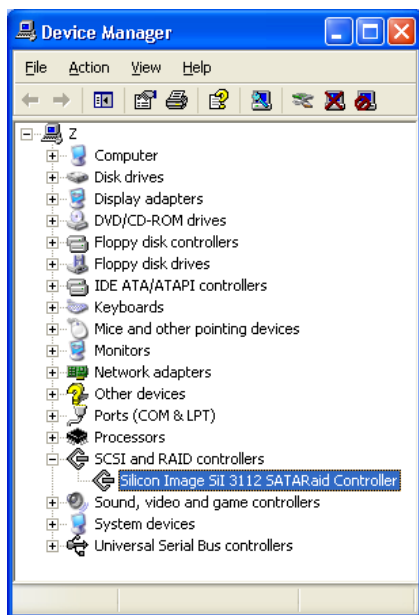 Device Manager
File Action View Help
Z
Computer
Disk drives
Display adapters
DVD/CD-ROM drives
Floppy disk controllers
Floppy disk drives
IDE ATA/ATAPI controllers
Keyboards
Mice and other pointing devices
Monitors
Network adapters
Other devices
Ports (COM & LPT)
Processors
SCSI and RAID controllers
Silicon Image SiI 3112 SATARaid Controller
Sound, video and game controllers
System devices
Universal Serial Bus controllers